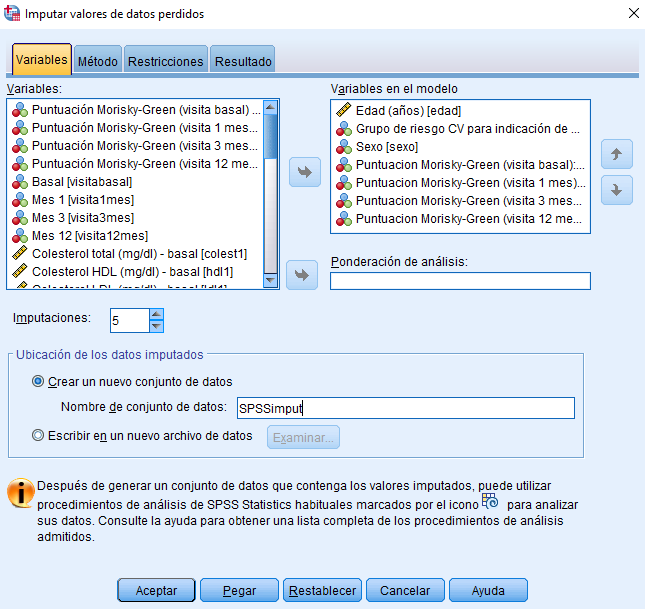 Imputar valores de datos perdidos
Variables
Método
Restricciones
Resultado
Variables:
Puntuación Morisky-Green (visita basal) ...
Puntuación Morisky-Green (visita 1 mes...
Puntuación Morisky-Green (visita 3 mes...
Puntuación Morisky-Green (visita 12 me...
Basal [visitabasal]
Mes 1 [visita1mes]
Mes 3 [visita3mes]
Mes 12 [visita12mes]
Colesterol total (mg/dl) - basal [colest1]
Colesterol HDL (mg/dl) - basal [hdl1]
Colesterol LDL (mg/dl) - basal [ldl1]
Variables en el modelo
Edad (años) [edad]
Grupo de riesgo CV para indicación de ...
Sexo [sexo]
Puntuacion Morisky-Green (visita basal):...
Puntuacion Morisky-Green (visita 1 mes)...
Puntuacion Morisky-Green (visita 3 mes...
Puntuacion Morisky-Green (visita 12 me...
Ponderación de análisis:
Imputaciones:
5
Ubicación de los datos imputados
Crear un nuevo conjunto de datos
Nombre de conjunto de datos:
SPSSimput
Escribir en un nuevo archivo de datos
Examinar...
Después de generar un conjunto de datos que contenga los valores imputados, puede utilizar
procedimientos de análisis de SPSS Statistics habituales marcados por el icono para analizar
sus datos. Consulte la ayuda para obtener una lista completa de los procedimientos de análisis
admitidos.
Aceptar
Pegar
Restablecer
Cancelar
Ayuda